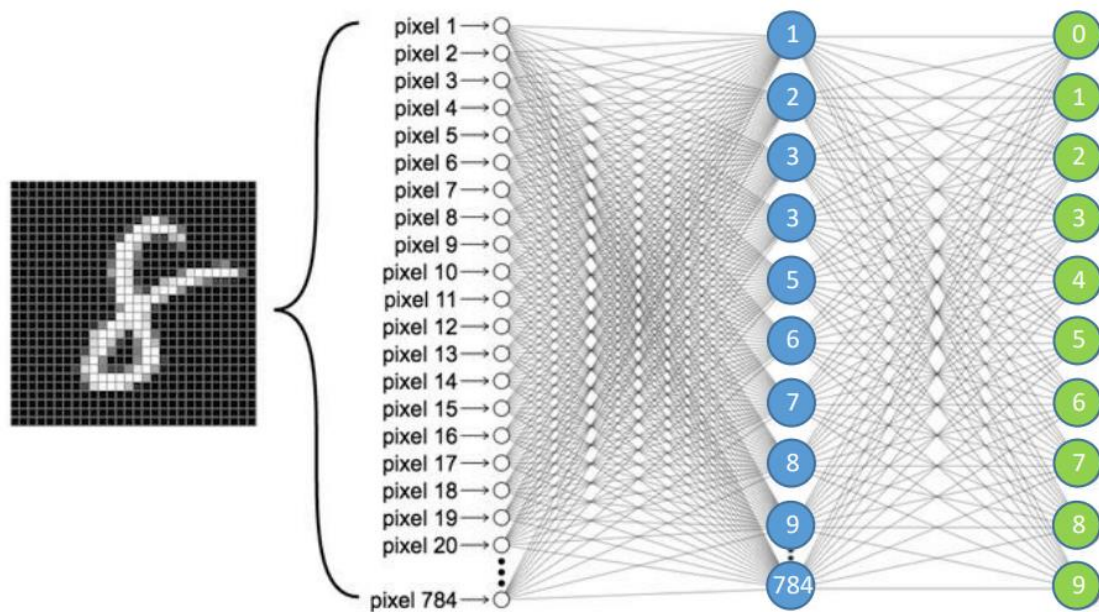 pixel 1
pixel 2
pixel 3
pixel 4
pixel 5
pixel 6
pixel 7
pixel 8
pixel 9
pixel 10
pixel 11
pixel 12
pixel 13
pixel 14
pixel 15
pixel 16
pixel 17
pixel 18
pixel 19
pixel 20
pixel 784
1
2
3
3
5
6
7
8
9
784
0
1
2
3
4
5
6
7
8
9